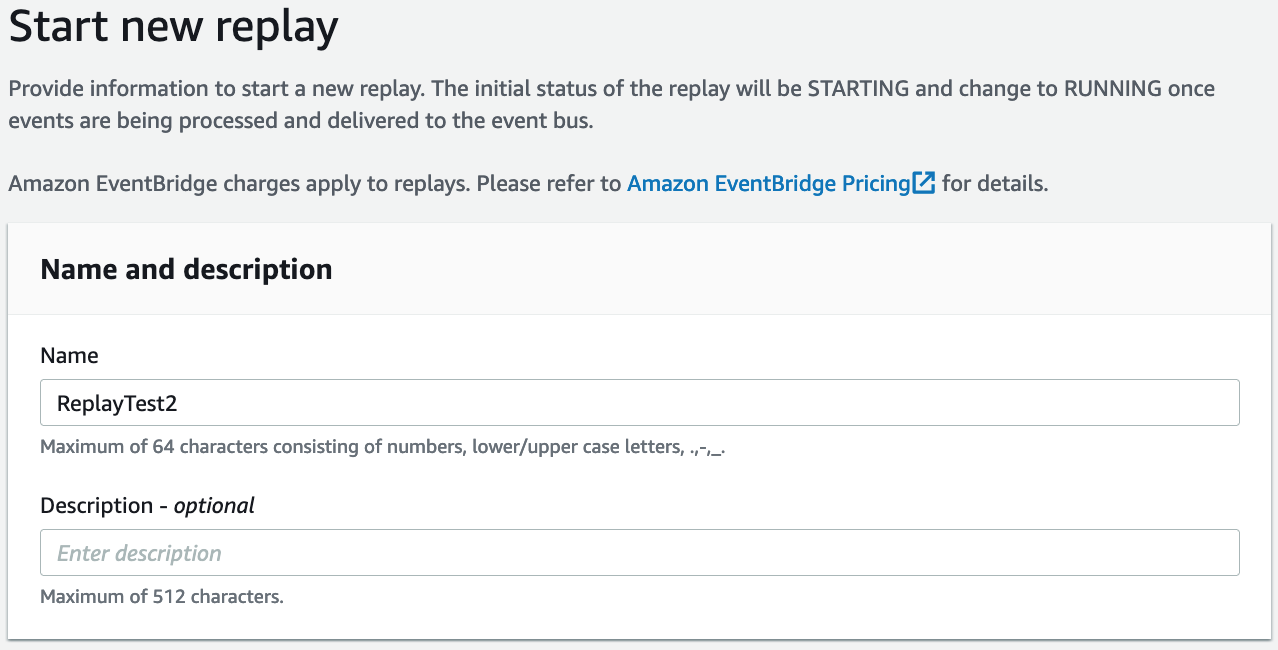 Start new replay
Provide information to start a new replay. The initial status of the replay will be STARTING and change to RUNNING once
events are being processed and delivered to the event bus.
Amazon EventBridge charges apply to replays. Please refer to Amazon EventBridge Pricing for details.
Name and description
Name
ReplayTest2
Maximum of 64 characters consisting of numbers, lower/upper case letters, .,-,_.
Description - optional
Enter description
Maximum of 512 characters.